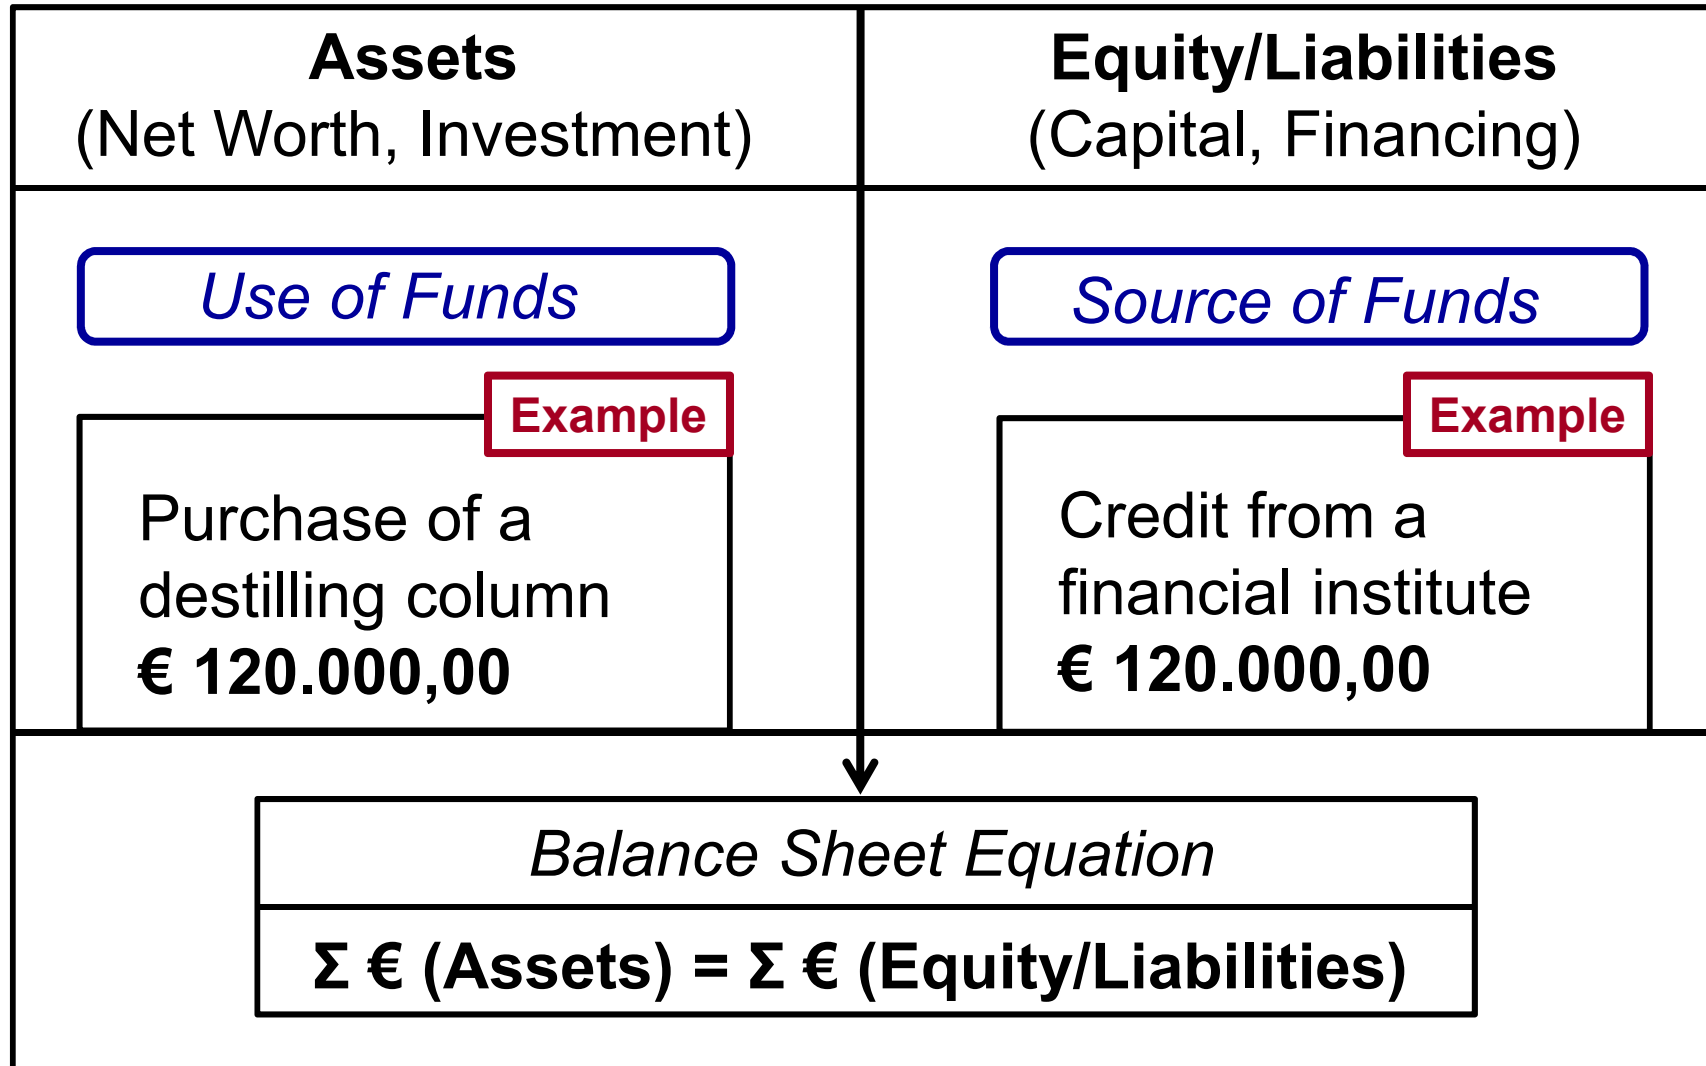 Assets
(Net Worth, Investment)
Equity/Liabilities
(Capital, Financing)
Use of Funds
Source of Funds
Example
Purchase of a
destilling column
€ 120.000,00
Example
Credit from a
financial institute
€ 120.000,00
Balance Sheet Equation
Σ € (Assets) = Σ € (Equity/Liabilities)